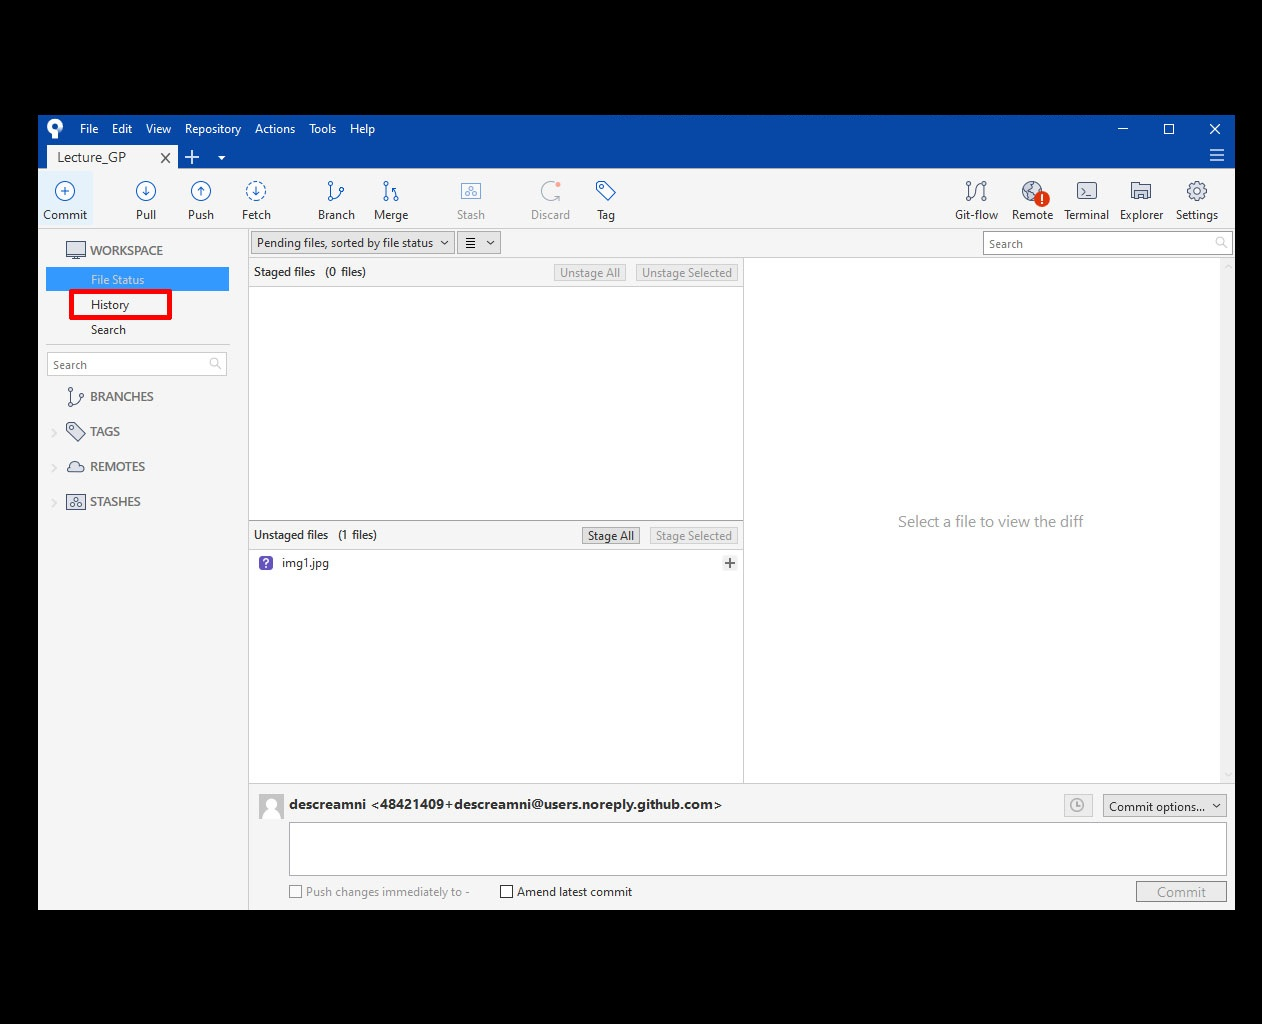 File Edit View Repository Actions Tools Help
Lecture_GP
Commit Pull Push Fetch Branch Merge Stash Discard Tag Git-flow Remote Terminal Explorer Settings
WORKSPACE
File Status
History
Search
Search
BRANCHES
TAGS
REMOTES
STASHES
Pending files, sorted by file status
Search
Staged files (0 files) Unstage All Unstage Selected
Unstaged files (1 files) Stage All Stage Selected
? img1.jpg +
Select a file to view the diff
descreamni <48421409+descreamni@users.noreply.github.com>
Commit options...
Push changes immediately to - Amend latest commit
Commit